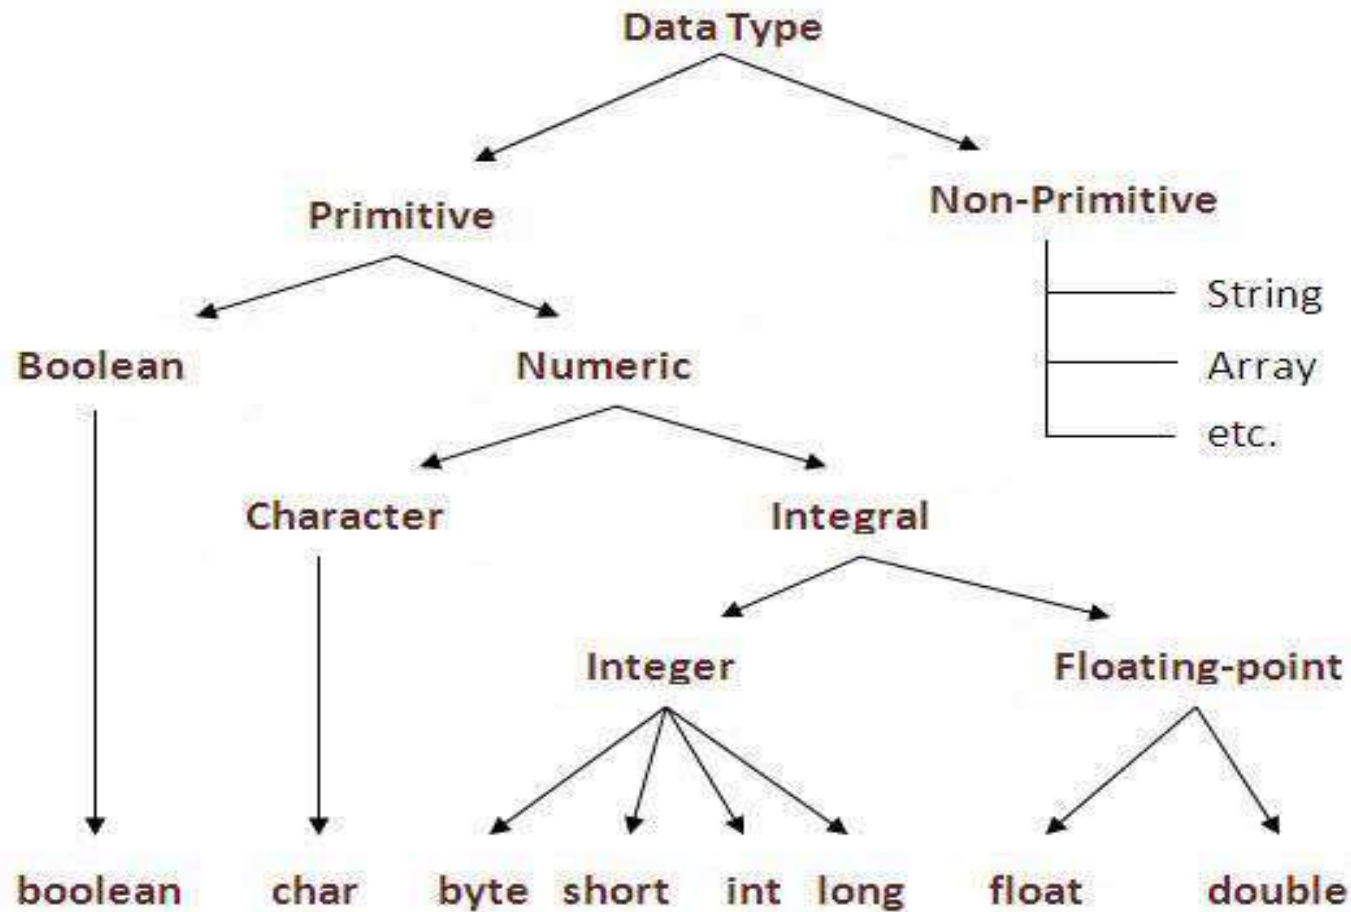 Data Type
Primitive
Non-Primitive
String
Array
etc.
Boolean
Numeric
Character
Integral
Integer
Floating-point
boolean
char
byte
short
int
long
float
double